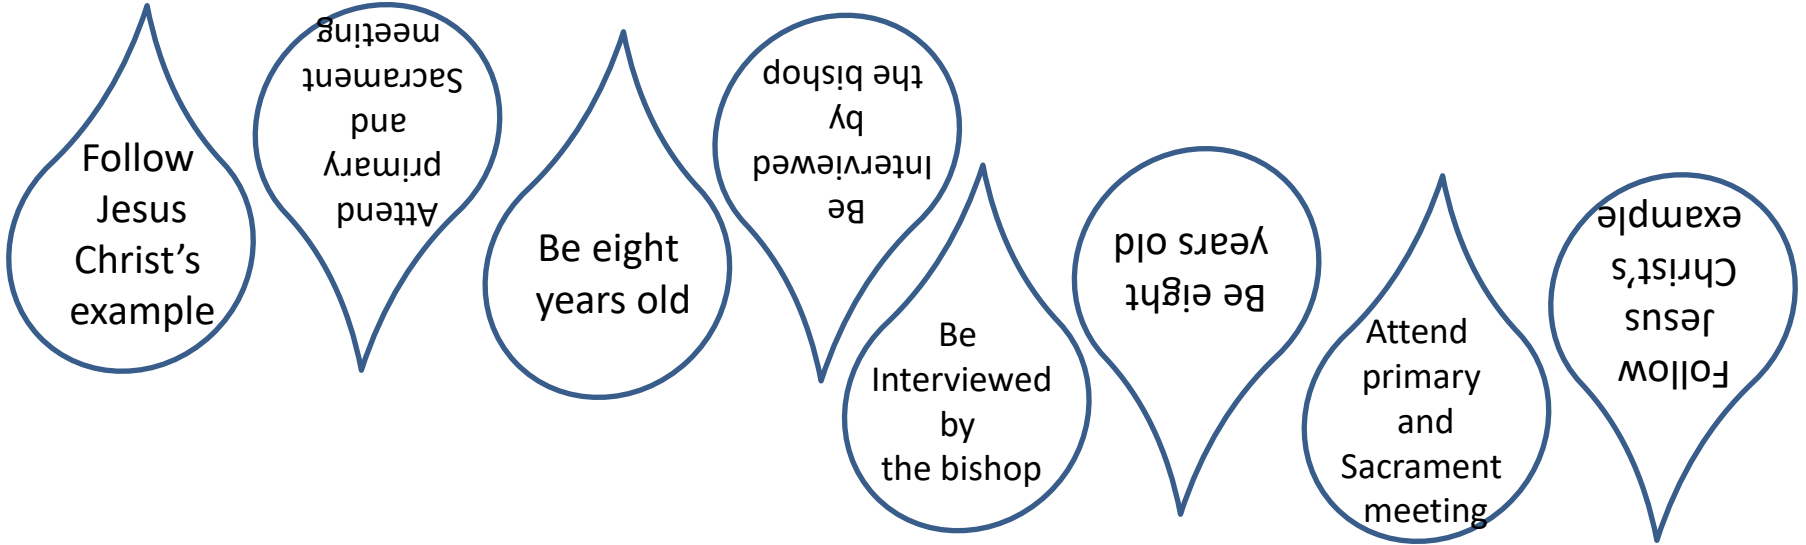 Follow
Jesus
Christ's
example
Attend
primary
and
Sacrament
meeting
Be eight
years old
Be
Interviewed
by
the bishop
Be
Interviewed
by
the bishop
Be eight
years old
Attend
primary
and
Sacrament
meeting
Follow
Jesus
Christ's
example